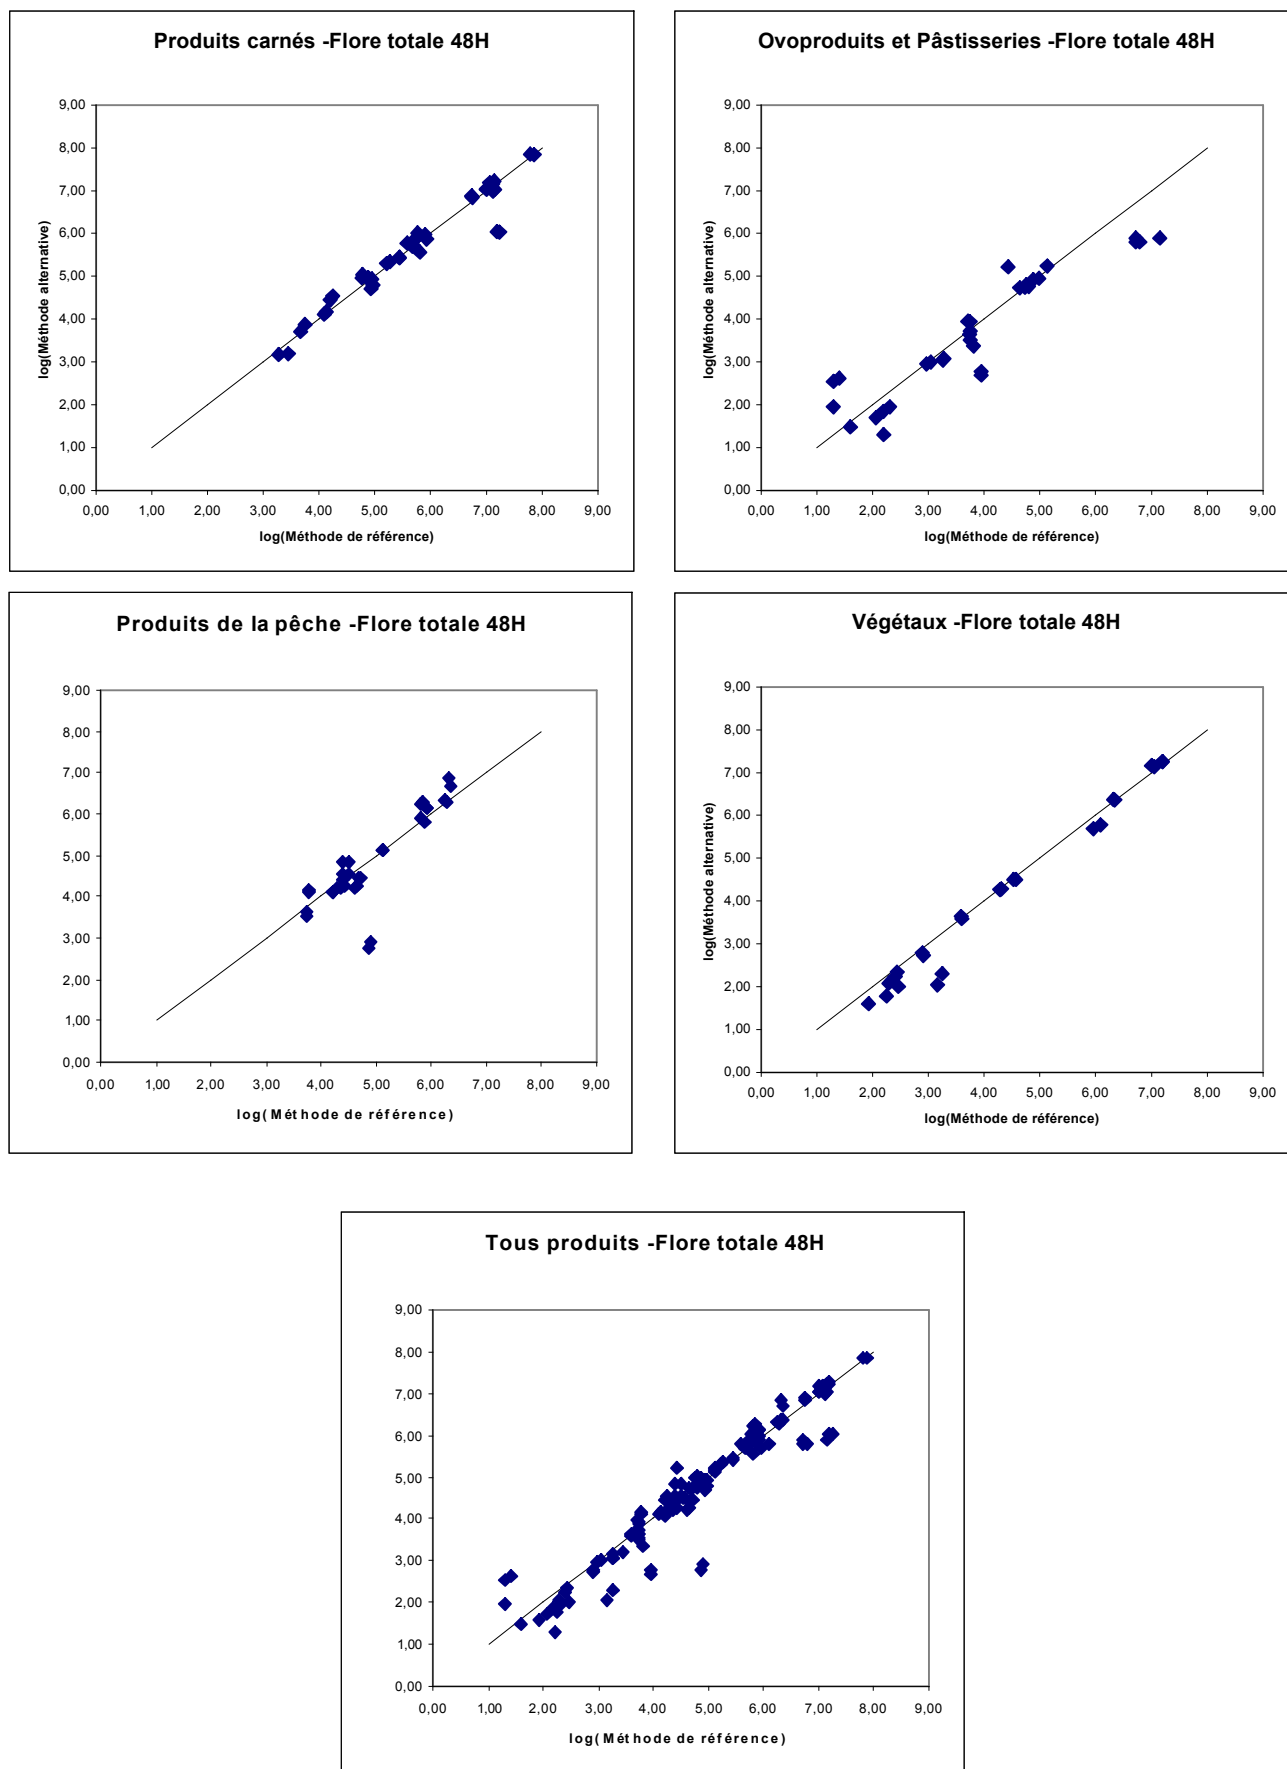 Produits carnés -Flore totale 48H
log(Méthode alternative)
9,00
8,00
7,00
6,00
5,00
4,00
3,00
2,00
1,00
0,00
0,00 1,00 2,00 3,00 4,00 5,00 6,00 7,00 8,00 9,00
log(Méthode de référence)
Ovoproduits et Pâstisseries -Flore totale 48H
log(Méthode alternative)
9,00
8,00
7,00
6,00
5,00
4,00
3,00
2,00
1,00
0,00
0,00 1,00 2,00 3,00 4,00 5,00 6,00 7,00 8,00 9,00
log(Méthode de référence)
Produits de la pêche -Flore totale 48H
log(Méthode alternative)
9,00
8,00
7,00
6,00
5,00
4,00
3,00
2,00
1,00
0,00
0,00 1,00 2,00 3,00 4,00 5,00 6,00 7,00 8,00 9,00
log(Méthode de référence)
Végétaux -Flore totale 48H
log(Méthode alternative)
9,00
8,00
7,00
6,00
5,00
4,00
3,00
2,00
1,00
0,00
0,00 1,00 2,00 3,00 4,00 5,00 6,00 7,00 8,00 9,00
log(Méthode de référence)
Tous produits -Flore totale 48H
log(Méthode alternative)
9,00
8,00
7,00
6,00
5,00
4,00
3,00
2,00
1,00
0,00
0,00 1,00 2,00 3,00 4,00 5,00 6,00 7,00 8,00 9,00
log(Méthode de référence)